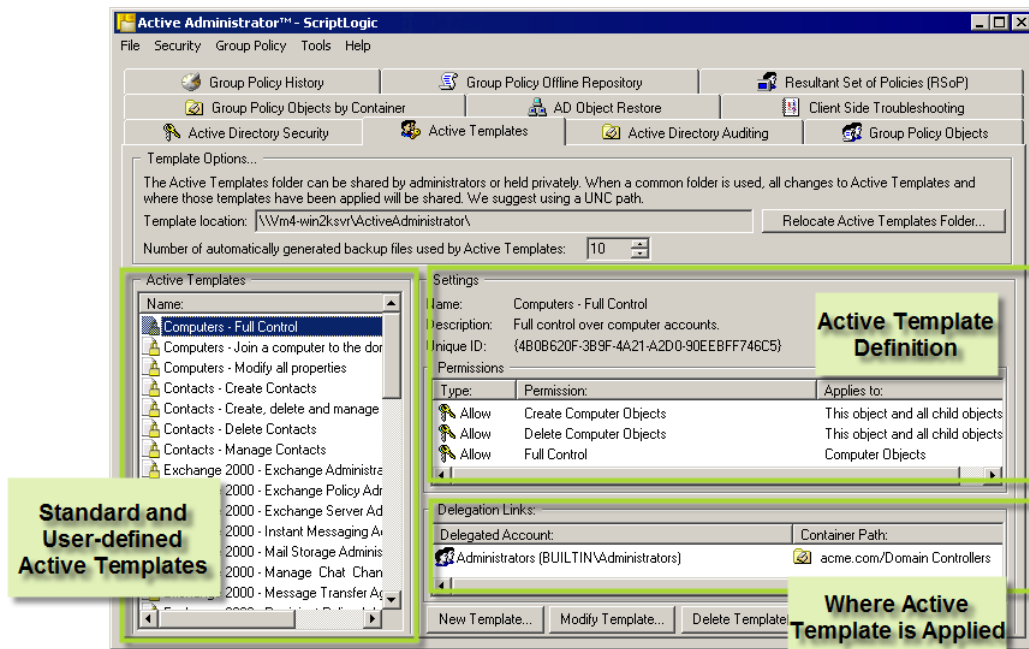 Active Administrator™ - ScriptLogic
File Security Group Policy Tools Help
Group Policy History Group Policy Offline Repository Resultant Set of Policies (RSoP)
Group Policy Objects by Container AD Object Restore Client Side Troubleshooting
Active Directory Security Active Templates Active Directory Auditing Group Policy Objects
Template Options...
The Active Templates folder can be shared by administrators or held privately. When a common folder is used, all changes to Active Templates and
where those templates have been applied will be shared. We suggest using a UNC path.
Template location: \\Vm4-win2ksvr\ActiveAdministrator\ Relocate Active Templates Folder...
Number of automatically generated backup files used by Active Templates: 10
Active Templates
Name:
Computers - Full Control
Computers - Join a computer to the dor
Computers - Modify all properties
Contacts - Create Contacts
Contacts - Create, delete and manage
Contacts - Delete Contacts
Contacts - Manage Contacts
Exchange 2000 - Exchange Administra
2000 - Exchange Policy Adr
2000 - Exchange Server Ad
2000 - Instant Messaging A
2000 - Mail Storage Adminis
2000 - Manage Chat Chan
2000 - Message Transfer Ag
Standard and
User-defined
Active Templates
Settings
Name: Computers - Full Control
Description: Full control over computer accounts.
Unique ID: {4B0B620F-3B9F-4A21-A2D0-90EEBFF746C5}
Active Template
Definition
Permissions
Type: Permission: Applies to:
Allow Create Computer Objects This object and all child objects
Allow Delete Computer Objects This object and all child objects
Allow Full Control Computer Objects
Delegation Links:
Delegated Account: Container Path:
Administrators (BUILTIN\Administrators) acme.com/Domain Controllers
New Template... Modify Template... Delete Template
Where Active
Template is Applied